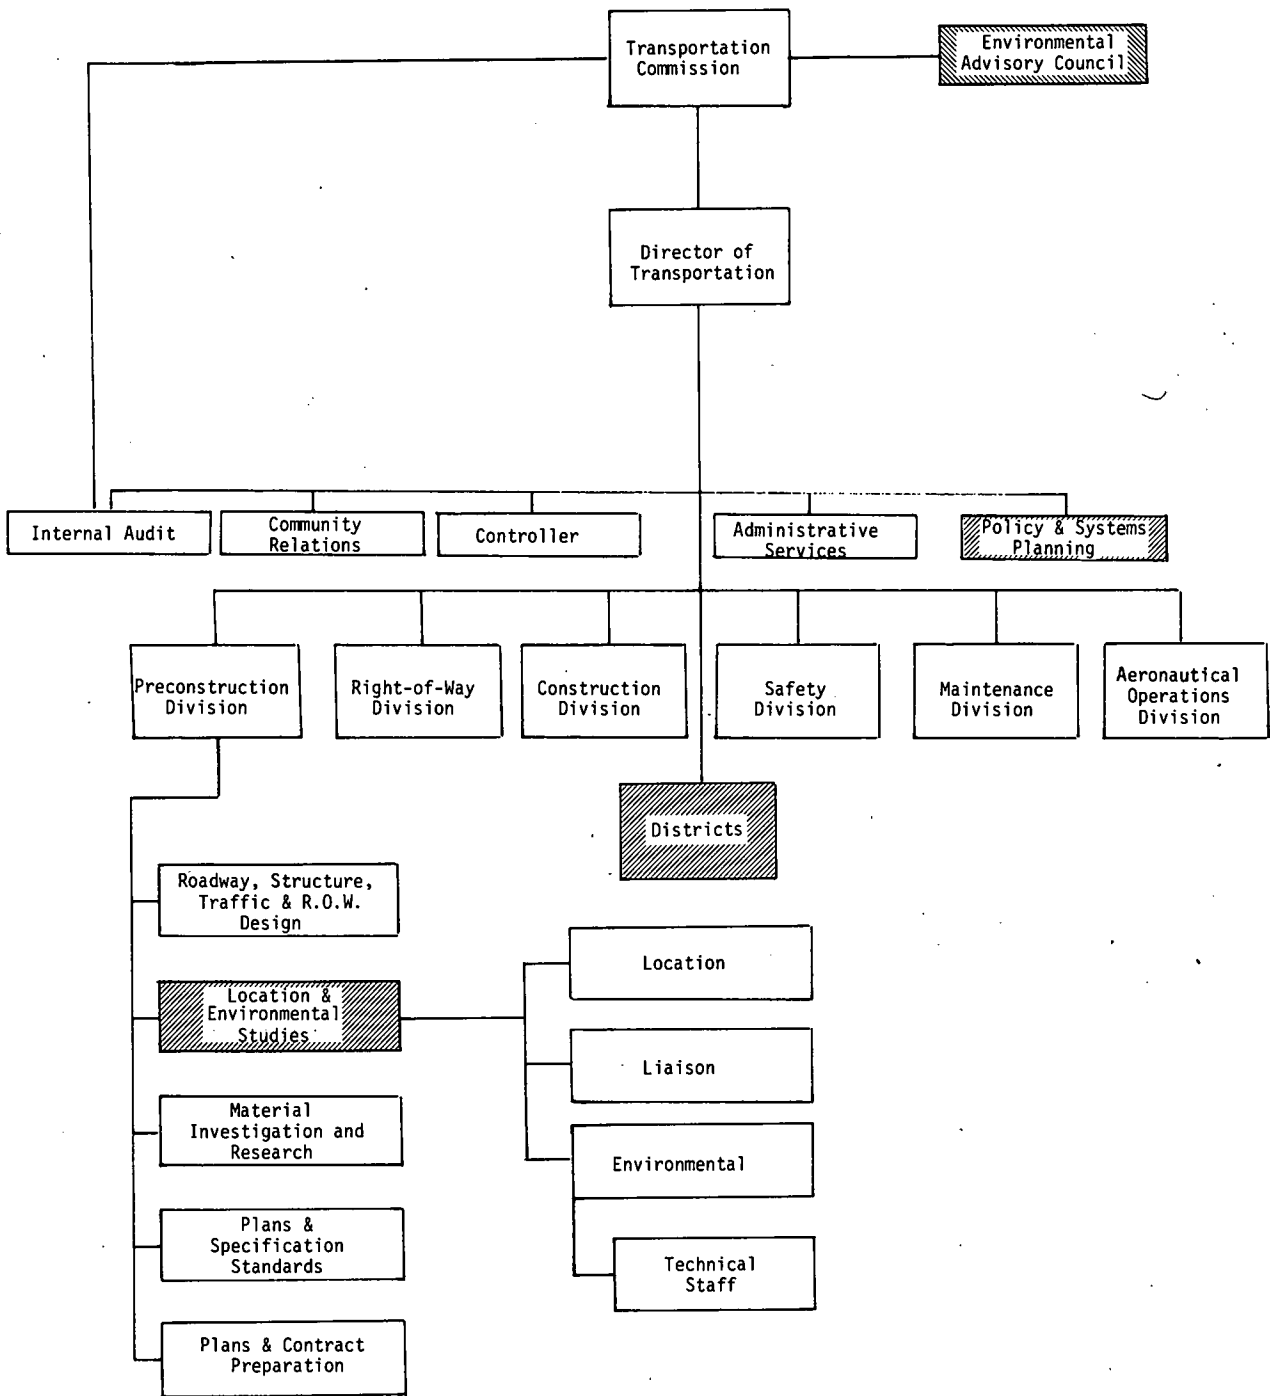 Transportation
Commission
Environmental
Advisory Council
Director of
Transportation
Internal Audit
Community
Relations
Controller
Administrative
Services
Policy & Systems
Planning
Preconstruction
Division
Right-of-Way
Division
Construction
Division
Safety
Division
Maintenance
Division
Aeronautical
Operations
Division
Districts
Roadway, Structure,
Traffic & R.O.W.
Design
Location &
Environmental
Studies
Location
Liaison
Material
Investigation and
Research
Environmental
Plans &
Specification
Standards
Technical
Staff
Plans & Contract
Preparation